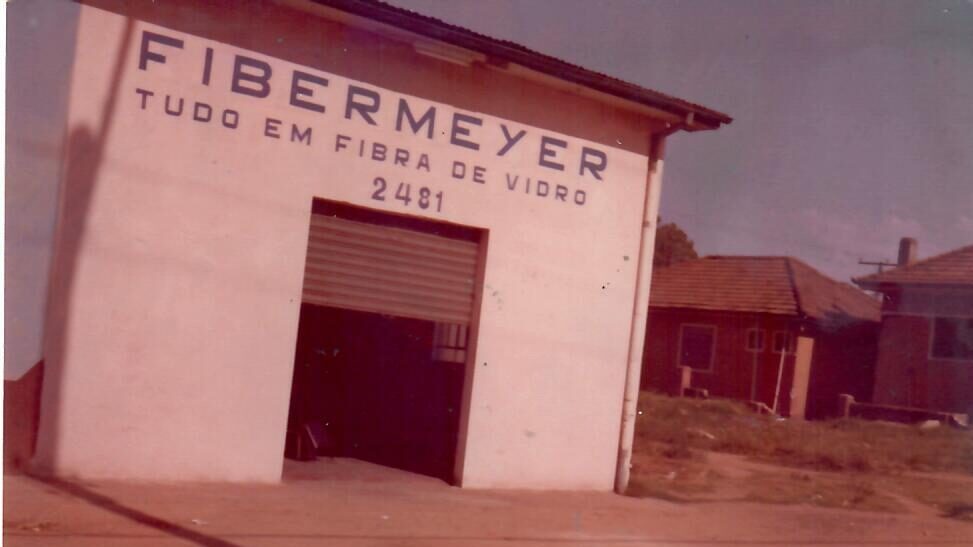 FIBERMEYER
TUDO EM FIBRA DE VIDRO
2481